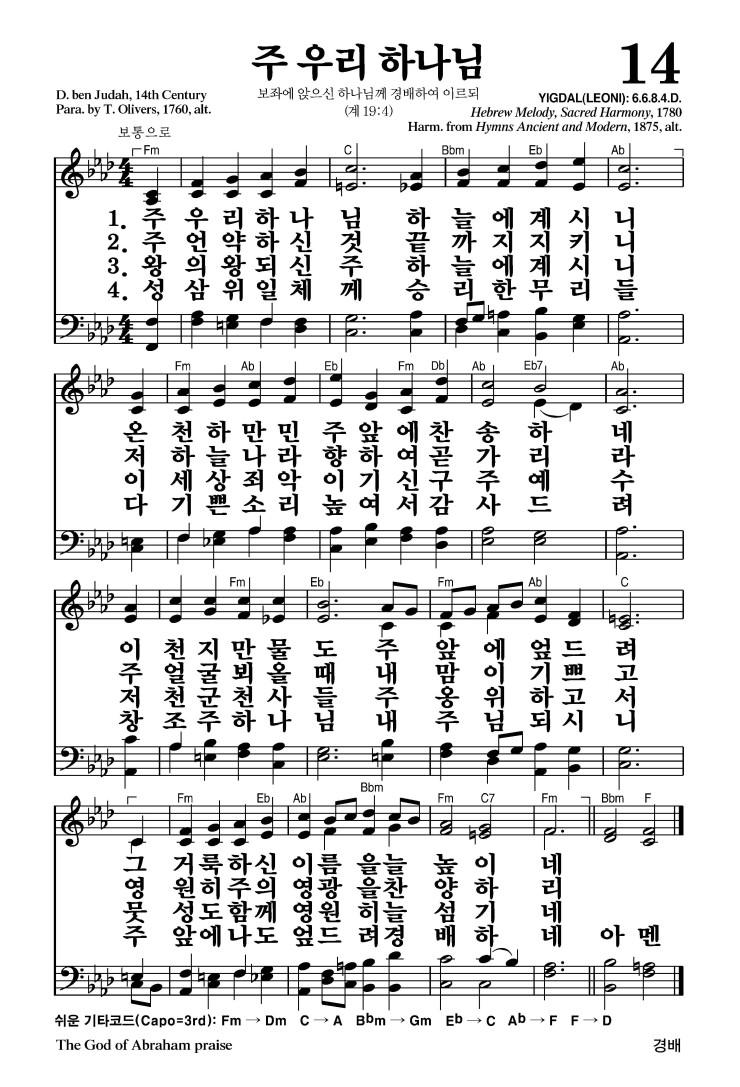 주 우리 하나님
14
D. ben Judah, 14th Century
Para. by T. Olivers, 1760, alt.
보좌에 앉으신 하나님께 경배하여 이르되
(계 19:4)
YIGDAL(LEONI): 6.6.8.4.D.
Hebrew Melody, Sacred Harmony, 1780
Harm. from Hymns Ancient and Modern, 1875, alt.
보통으로
Fm C Bbm Eb Ab
4 4
1. 주 우 리 하 나 님 하 늘 에 계 시 니
2. 주 언 약 하 신 것 끝 까 지 지 키 니
3. 왕 의 왕 되 신 주 하 늘 에 계 시 니
4. 성 삼 위 일 체 께 승 리 한 무 리 들
4 4
Fm Ab Eb Fm Db Ab Eb7 Ab
온 천 하 만 민 주 앞 에 찬 송 하 네
저 하 늘 나 라 향 하 여 곧 가 리 라
이 세 상 죄 악 이 기 신 구 주 예 수
다 기 쁜 소 리 높 여 서 감 사 드 려
Fm Eb Fm Ab C
이 천 지 만 물 도 주 앞 에 엎 드 려
주 얼 굴 뵈 올 때 내 맘 이 기 쁘 고
저 천 군 천 사 들 주 옹 위 하 고 서
창 조 주 하 나 님 내 주 님 되 시 니
Fm Eb Ab Bbm Fm C7 Fm Bbm F
그 거룩하신 이름 을늘 높 이 네
영 원히주의 영광 을찬 양 하 리
뭇 성도함께 영원 히늘 섬 기 네
주 앞에나도 엎드 려경 배 하 네 아 멘
쉬운 기타코드(Capo=3rd): Fm → Dm C → A Bbm → Gm Eb → C Ab → F F → D
The God of Abraham praise
경배